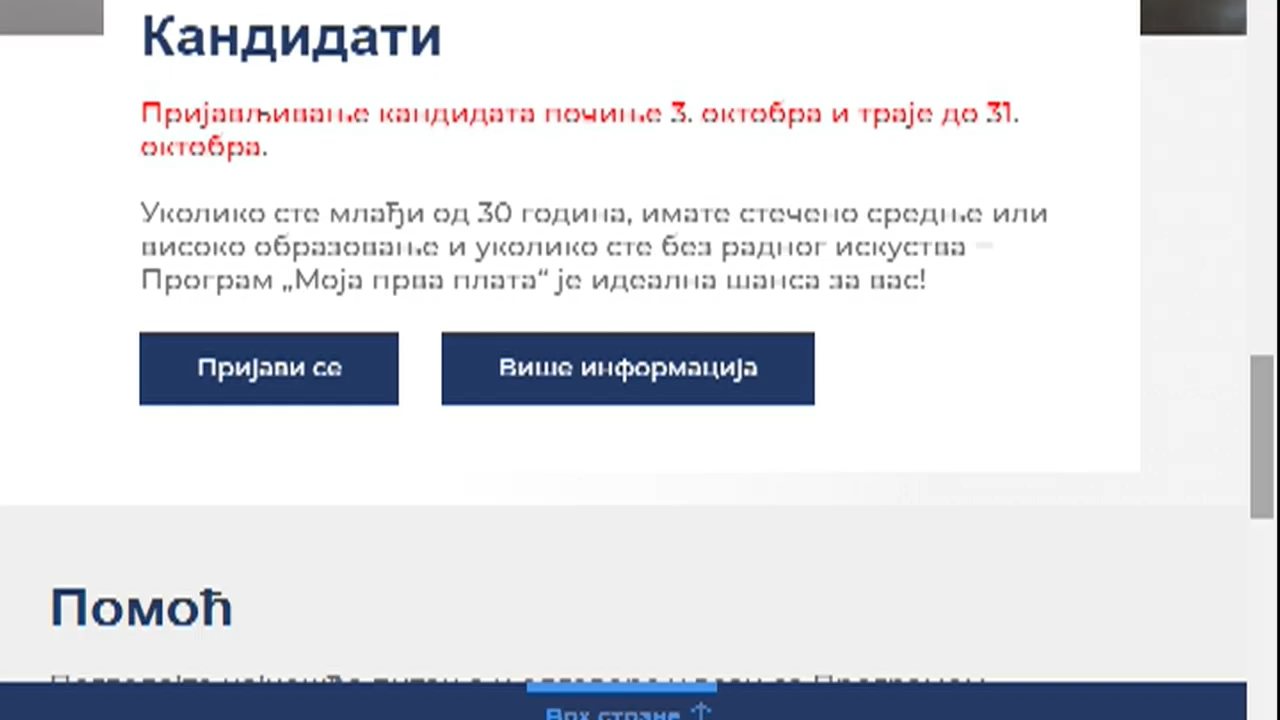 Кандидати
Пријављивање кандидата почиње 3. октобра и траје до 31.
октобра.
Уколико сте млађи од 30 година, имате стечено средње или
високо образовање и уколико сте без радног искуства –
Програм „Моја прва плата“ је идеална шанса за вас!
Пријави се
Више информација
Помоћ
Врх стране ↑